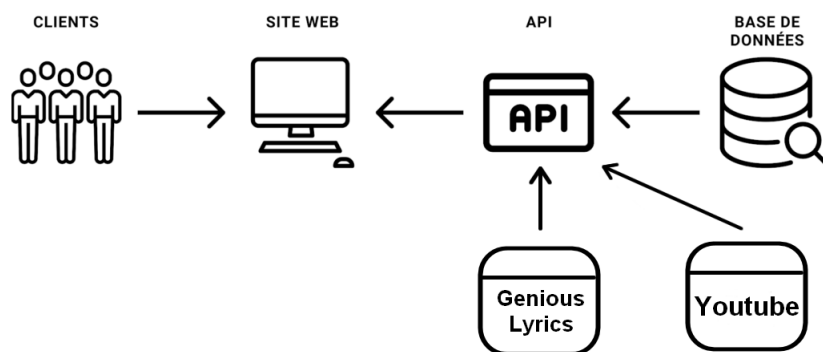 CLIENTS
SITE WEB
API
BASE DE
DONNÉES
API
Genious
Lyrics
Youtube